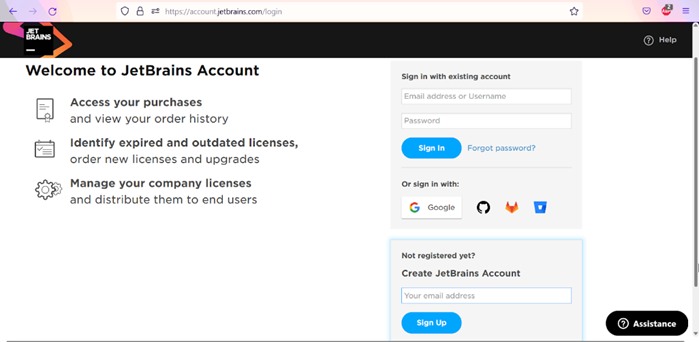 https://account.jetbrains.com/login
2
JET
BRAINS
Help
Welcome to JetBrains Account
Access your purchases
and view your order history
Identify expired and outdated licenses,
order new licenses and upgrades
Manage your company licenses
and distribute them to end users
Sign in with existing account
Email address or Username
Password
Sign In Forgot password?
Or sign in with:
Google
Not registered yet?
Create JetBrains Account
Your email address
Sign Up
Assistance